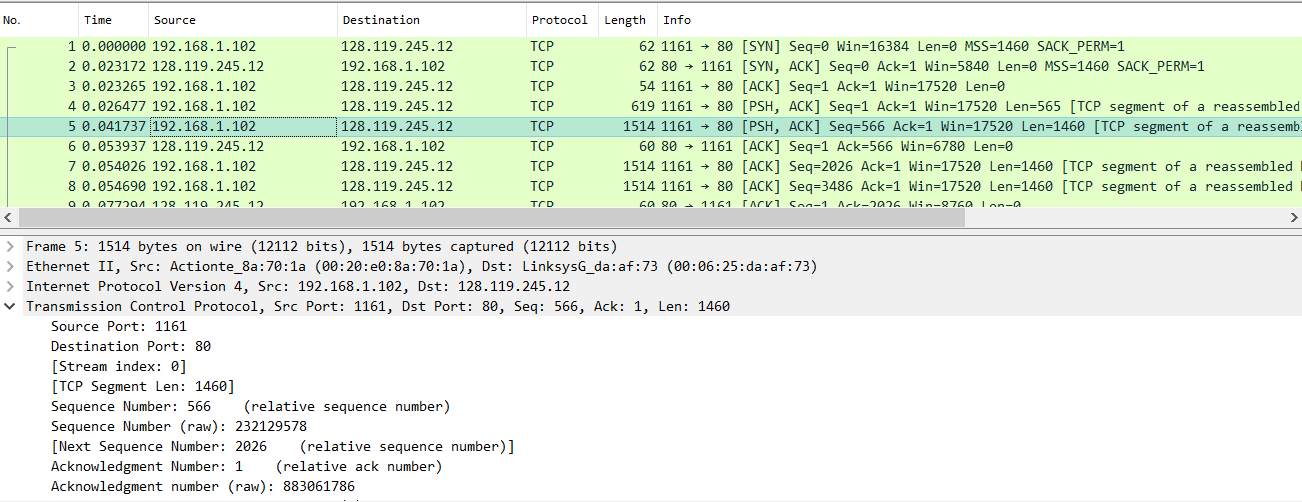 No. Time Source Destination Protocol Length Info
1 0.000000 192.168.1.102 128.119.245.12 TCP 62 1161 → 80 [SYN] Seq=0 Win=16384 Len=0 MSS=1460 SACK_PERM=1
2 0.023172 128.119.245.12 192.168.1.102 TCP 62 80 → 1161 [SYN, ACK] Seq=0 Ack=1 Win=5840 Len=0 MSS=1460 SACK_PERM=1
3 0.023265 192.168.1.102 128.119.245.12 TCP 54 1161 → 80 [ACK] Seq=1 Ack=1 Win=17520 Len=0
4 0.026477 192.168.1.102 128.119.245.12 TCP 619 1161 → 80 [PSH, ACK] Seq=1 Ack=1 Win=17520 Len=565 [TCP segment of a reassembled
5 0.041737 192.168.1.102 128.119.245.12 TCP 1514 1161 → 80 [PSH, ACK] Seq=566 Ack=1 Win=17520 Len=1460 [TCP segment of a reassembl
6 0.053937 128.119.245.12 192.168.1.102 TCP 60 80 → 1161 [ACK] Seq=1 Ack=566 Win=6780 Len=0
7 0.054026 192.168.1.102 128.119.245.12 TCP 1514 1161 → 80 [ACK] Seq=2026 Ack=1 Win=17520 Len=1460 [TCP segment of a reassembled
8 0.054690 192.168.1.102 128.119.245.12 TCP 1514 1161 → 80 [ACK] Seq=3486 Ack=1 Win=17520 Len=1460 [TCP segment of a reassembled
9 0.077294 128.119.245.12 192.168.1.102 TCP 60 80 → 1161 [ACK] Seq=1 Ack=2026 Win=8760 Len=0
Frame 5: 1514 bytes on wire (12112 bits), 1514 bytes captured (12112 bits)
Ethernet II, Src: Actionte_8a:70:1a (00:20:e0:8a:70:1a), Dst: LinksysG_da:af:73 (00:06:25:da:af:73)
Internet Protocol Version 4, Src: 192.168.1.102, Dst: 128.119.245.12
Transmission Control Protocol, Src Port: 1161, Dst Port: 80, Seq: 566, Ack: 1, Len: 1460
Source Port: 1161
Destination Port: 80
[Stream index: 0]
[TCP Segment Len: 1460]
Sequence Number: 566 (relative sequence number)
Sequence Number (raw): 232129578
[Next Sequence Number: 2026 (relative sequence number)]
Acknowledgment Number: 1 (relative ack number)
Acknowledgment number (raw): 883061786